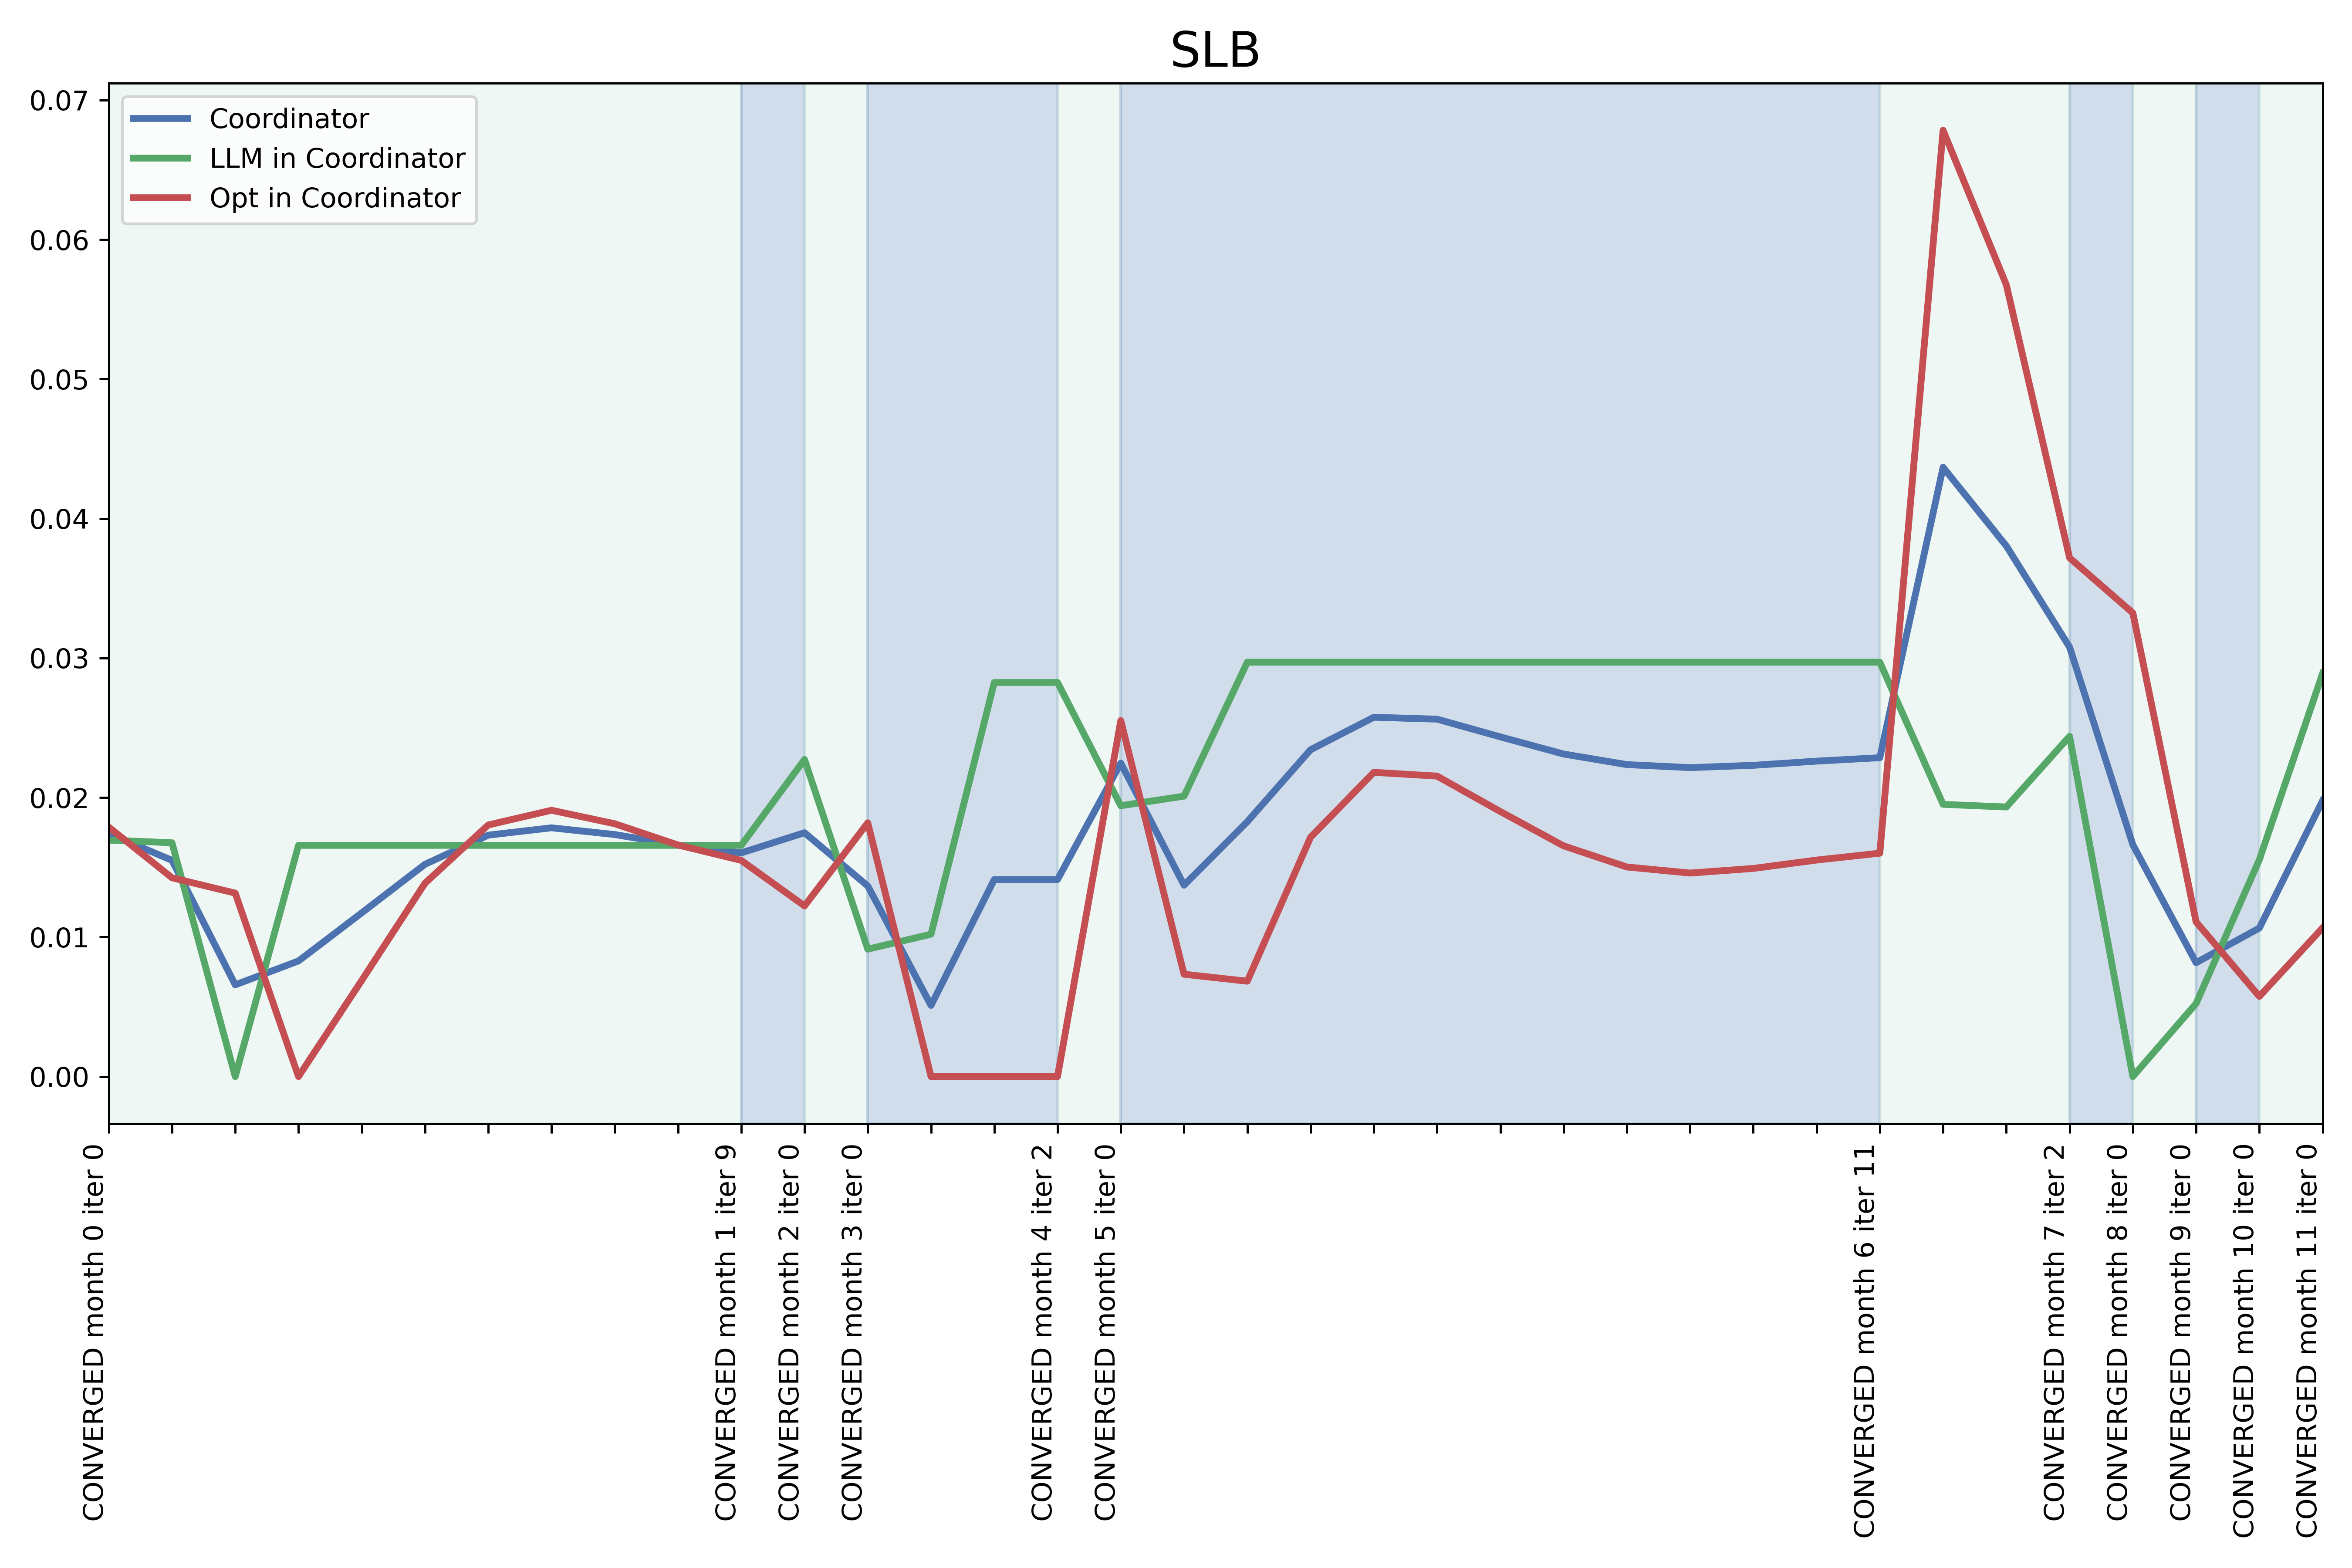 SLB
0.07
0.06
0.05
0.04
0.03
0.02
0.01
0.00
Coordinator
LLM in Coordinator
Opt in Coordinator
CONVERGED month 0 iter 0
CONVERGED month 1 iter 9
CONVERGED month 2 iter 0
CONVERGED month 3 iter 0
CONVERGED month 4 iter 2
CONVERGED month 5 iter 0
CONVERGED month 6 iter 11
CONVERGED month 7 iter 2
CONVERGED month 8 iter 0
CONVERGED month 9 iter 0
CONVERGED month 10 iter 0
CONVERGED month 11 iter 0